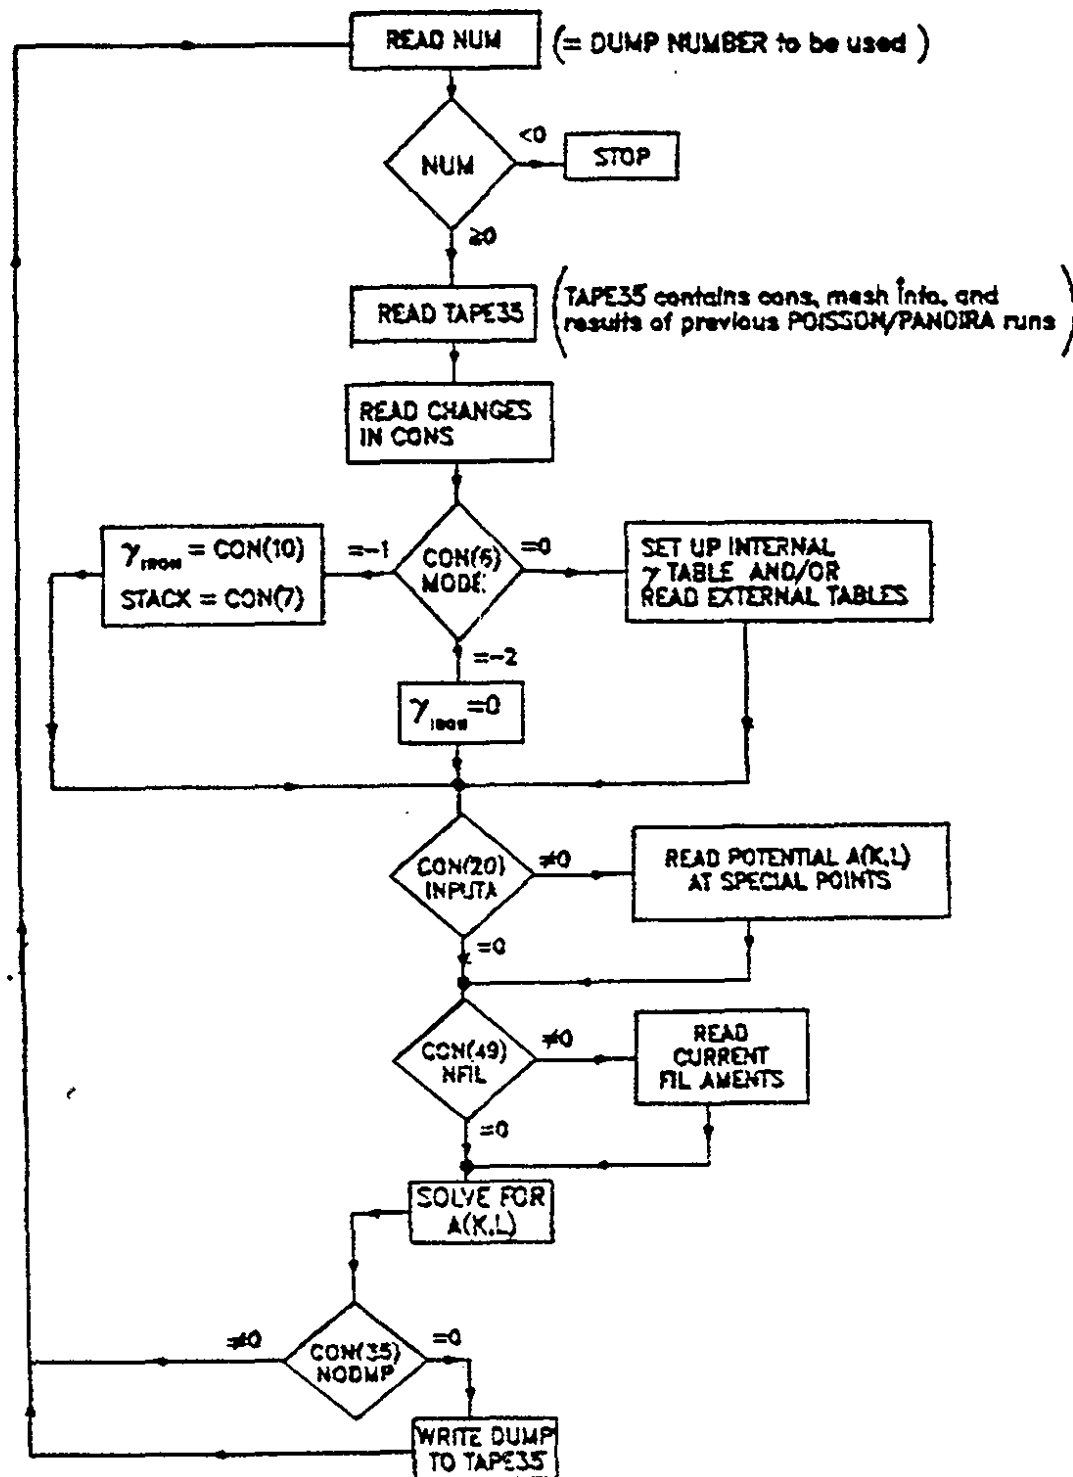 READ NUM
(= DUMP NUMBER to be used )
NUM
<0
STOP
≥0
READ TAPE35
(TAPE35 contains cons, mesh info, and
results of previous POISSON/PANDIRA runs)
READ CHANGES
IN CONS
γIRON = CON(10)
STACK = CON(7)
=-1
CON(6)
MODE
=0
SET UP INTERNAL
γ TABLE AND/OR
READ EXTERNAL TABLES
=-2
γIRON =0
CON(20)
INPUTA
≠0
READ POTENTIAL A(K,L)
AT SPECIAL POINTS
=0
CON(49)
NFIL
≠0
READ
CURRENT
FIL AMENTS
=0
SOLVE FOR
A(K,L)
≠0
CON(35)
NODMP
=0
WRITE DUMP
TO TAPE35